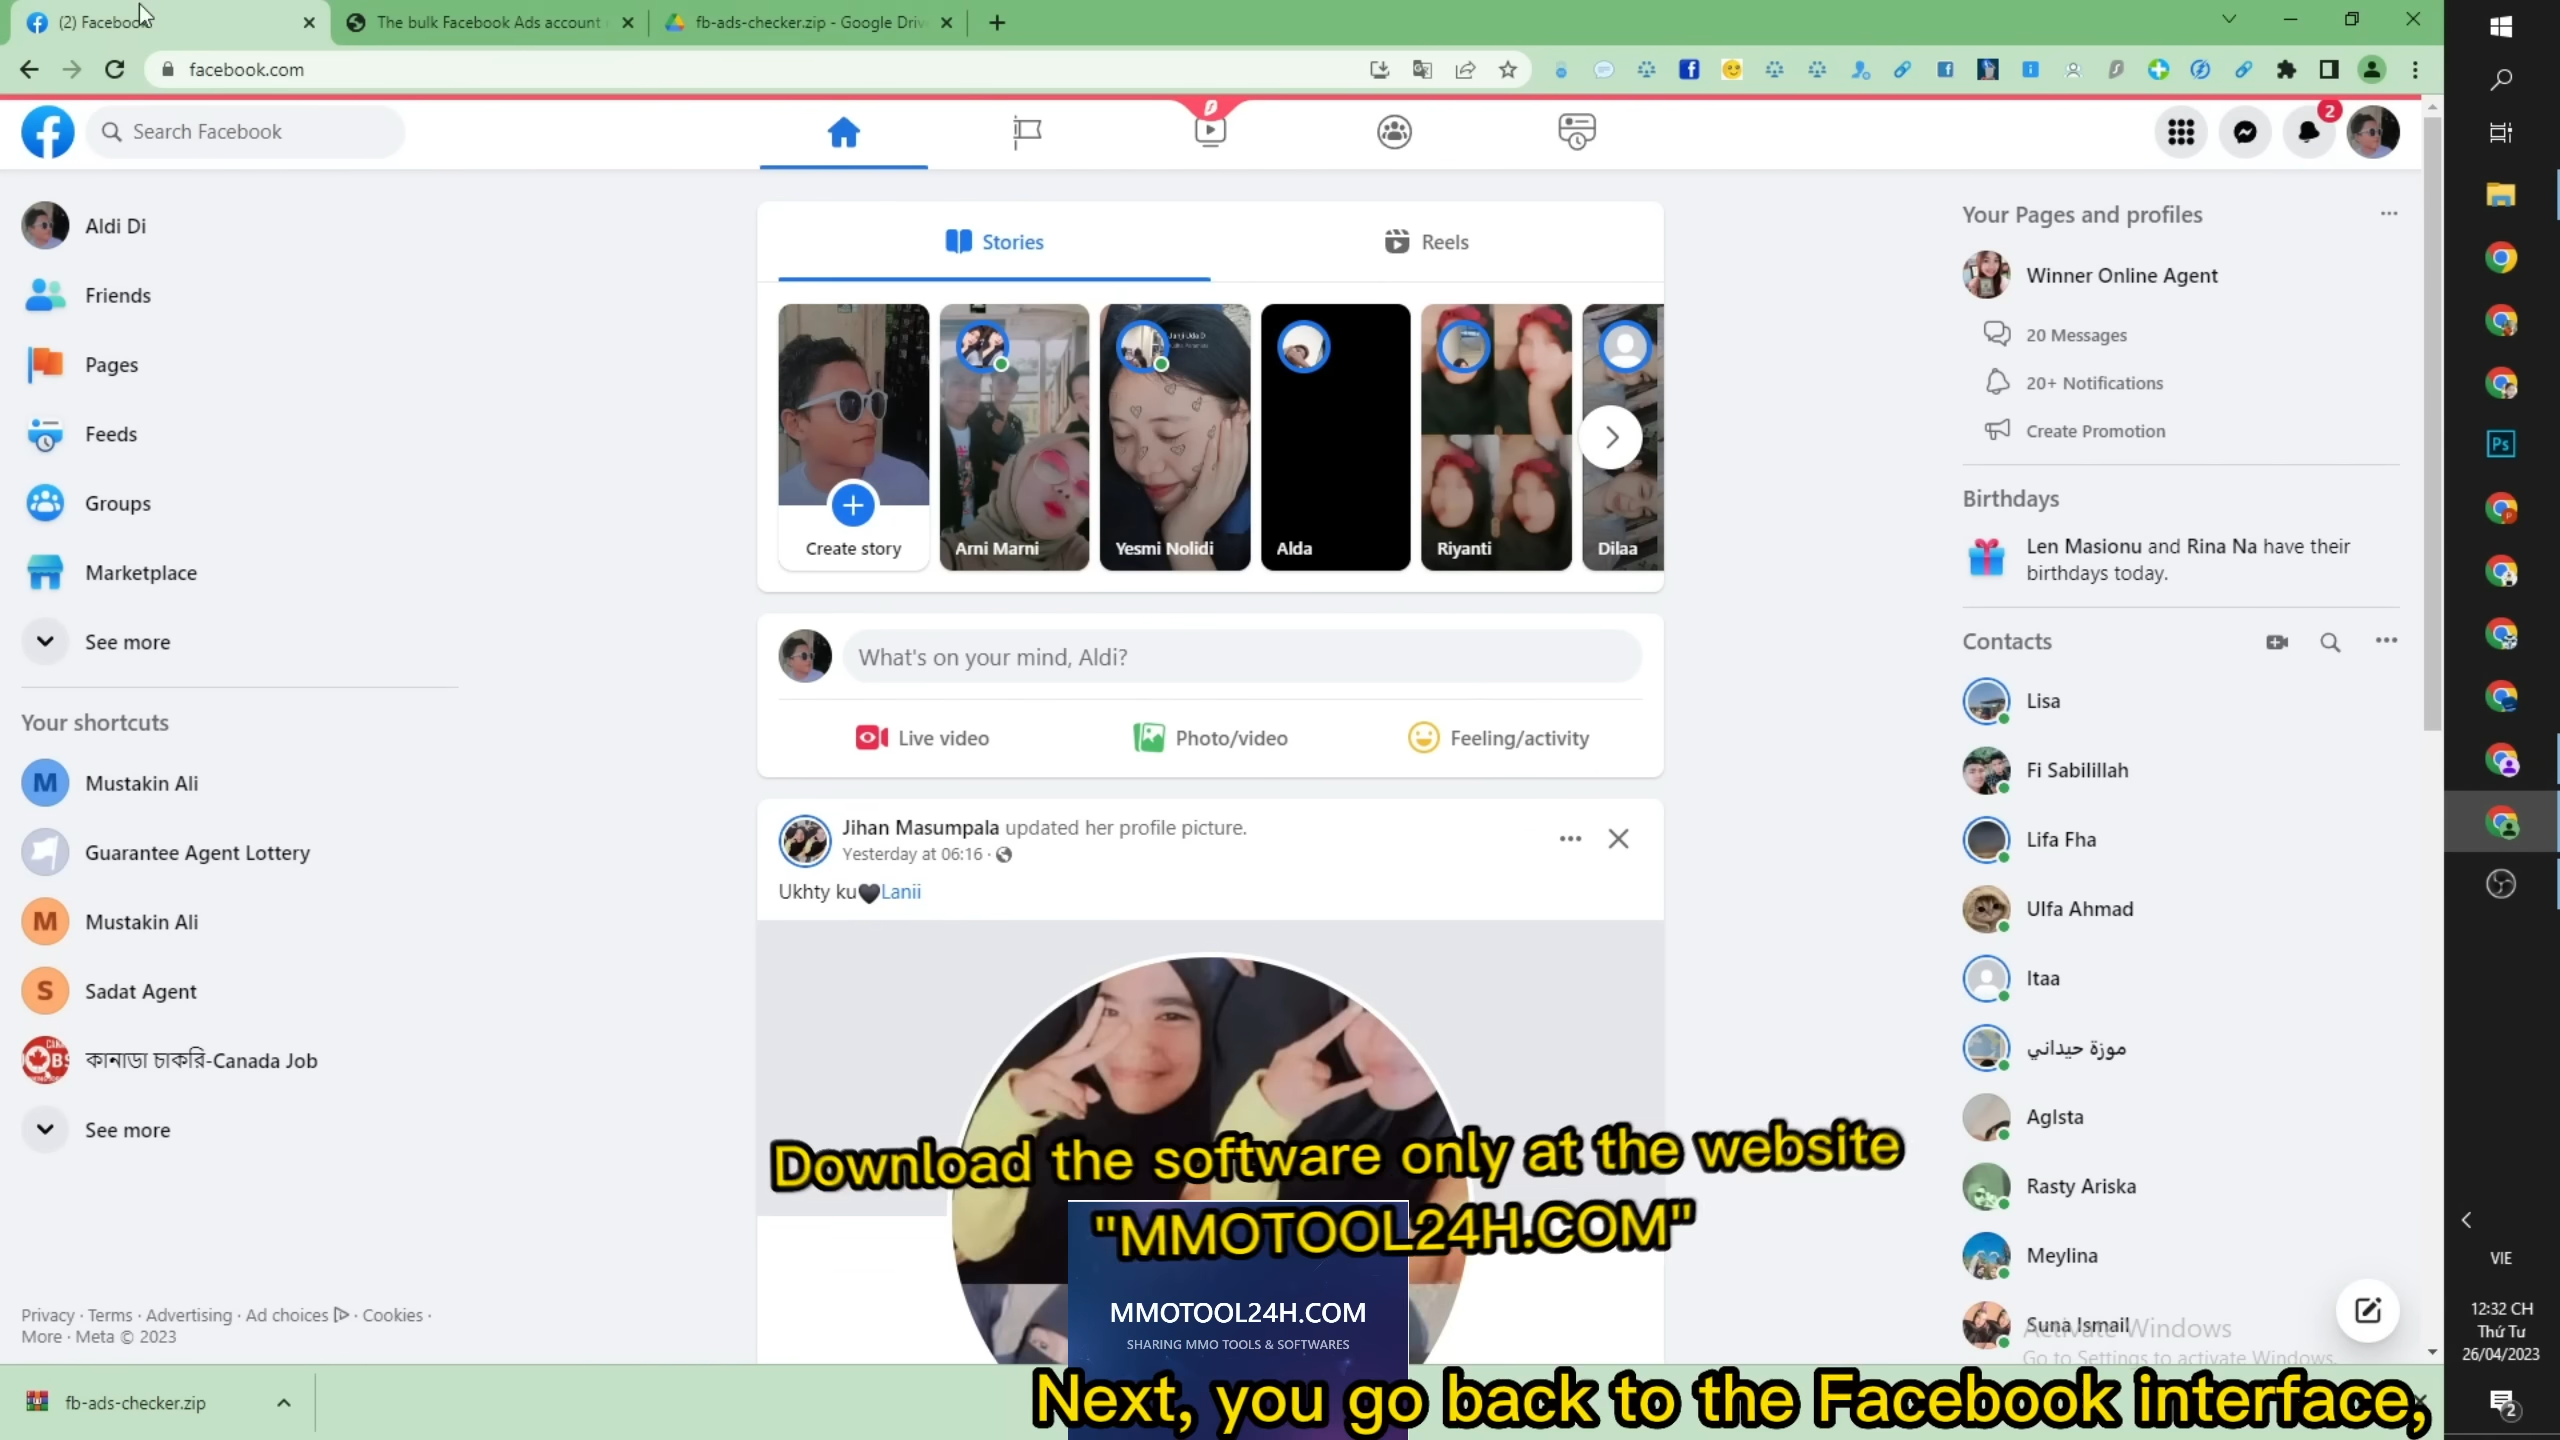 (2) Facebook
The bulk Facebook Ads account
fb-ads-checker.zip - Google Driv
facebook.com
Search Facebook
2
Aldi Di
Friends
Pages
Feeds
Groups
Marketplace
See more
Your shortcuts
M Mustakin Ali
Guarantee Agent Lottery
M Mustakin Ali
S Sadat Agent
কানাডা চাকরি-Canada Job
See more
Privacy · Terms · Advertising · Ad choices · Cookies ·
More · Meta © 2023
Stories
Reels
Create story
Arni Marni
Yesmi Nolidi
Alda
Riyanti
Dilaa
What's on your mind, Aldi?
Live video
Photo/video
Feeling/activity
Jihan Masumpala updated her profile picture.
Yesterday at 06:16 ·
Ukhty ku🖤Lanii
Your Pages and profiles
Winner Online Agent
20 Messages
20+ Notifications
Create Promotion
Birthdays
Len Masionu and Rina Na have their
birthdays today.
Contacts
Lisa
Fi Sabilillah
Lifa Fha
Ulfa Ahmad
Itaa
موزة حيداني
Aglsta
Rasty Ariska
Meylina
Suna Ismail
Activate Windows
Go to Settings to activate Windows.
Download the software only at the website
"MMOTOOL24H.COM"
MMOTOOL24H.COM
SHARING MMO TOOLS & SOFTWARES
Next, you go back to the Facebook interface,
fb-ads-checker.zip
Ps
VIE
12:32 CH
Thứ Tư
26/04/2023
2